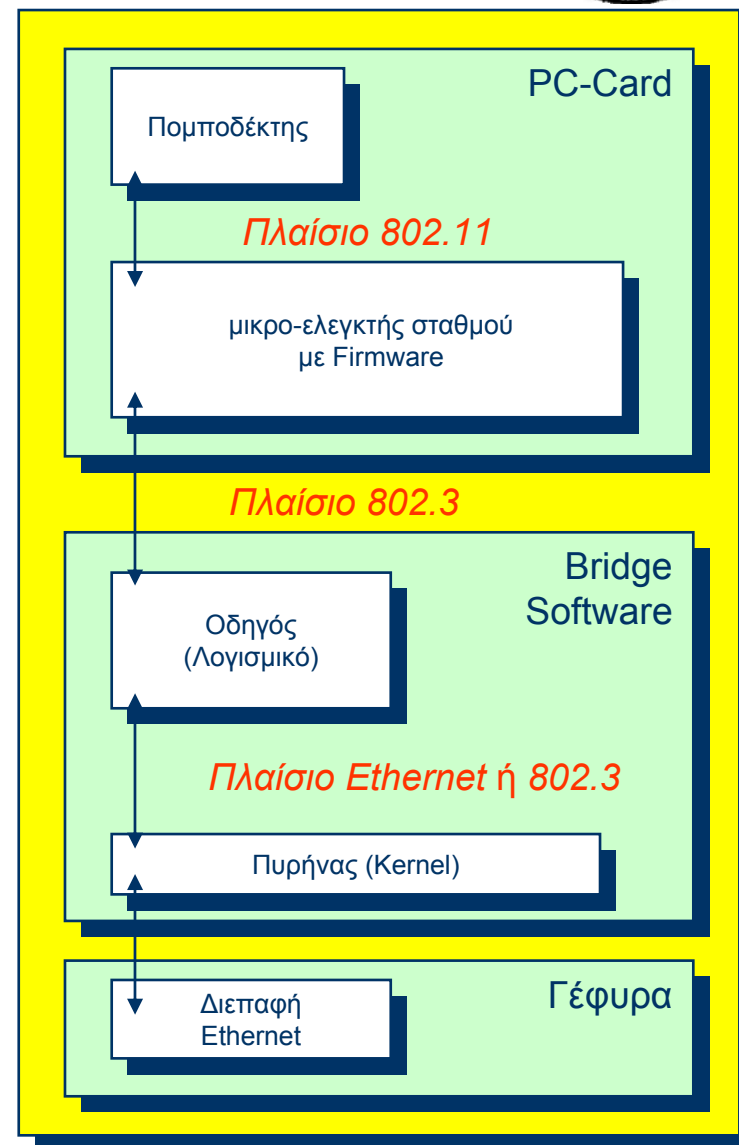 PC-Card
Πομποδέκτης
Πλαίσιο 802.11
μικρο-ελεγκτής σταθμού
με Firmware
Πλαίσιο 802.3
Bridge
Software
Οδηγός
(Λογισμικό)
Πλαίσιο Ethernet ή 802.3
Πυρήνας (Kernel)
Γέφυρα
Διεπαφή
Ethernet